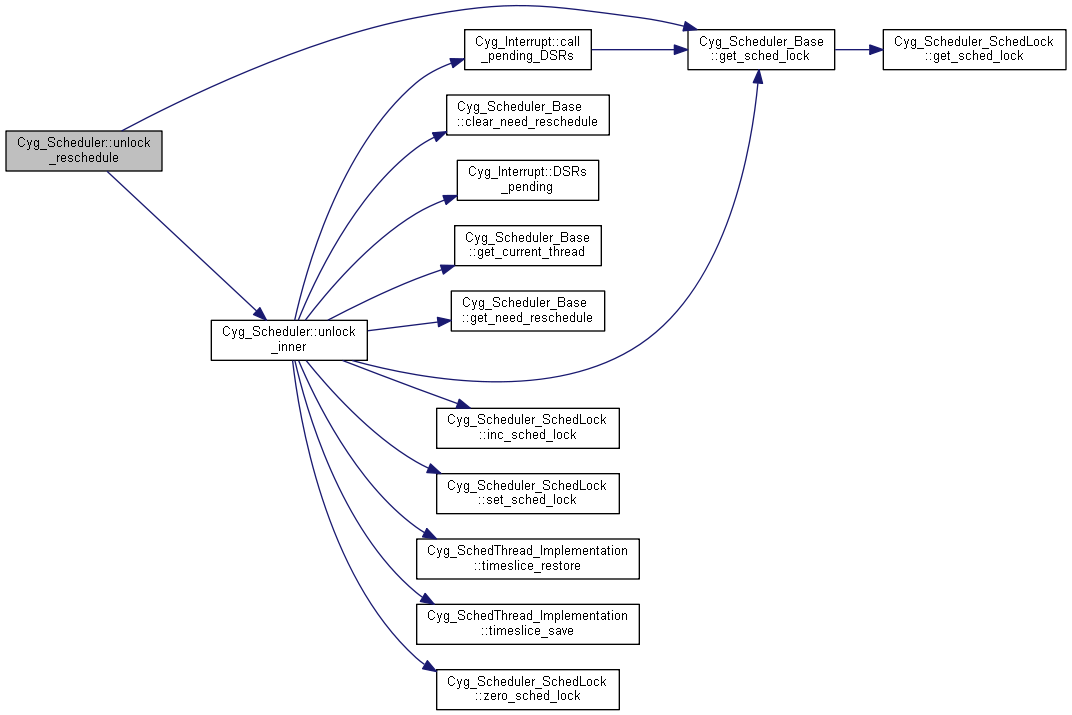 Cyg_Scheduler::unlock
_reschedule
Cyg_Scheduler::unlock
_inner
Cyg_Interrupt::call
_pending_DSRs
Cyg_Scheduler_Base
::get_sched_lock
Cyg_Scheduler_SchedLock
::get_sched_lock
Cyg_Scheduler_Base
::clear_need_reschedule
Cyg_Interrupt::DSRs
_pending
Cyg_Scheduler_Base
::get_current_thread
Cyg_Scheduler_Base
::get_need_reschedule
Cyg_Scheduler_SchedLock
::inc_sched_lock
Cyg_Scheduler_SchedLock
::set_sched_lock
Cyg_SchedThread_Implementation
::timeslice_restore
Cyg_SchedThread_Implementation
::timeslice_save
Cyg_Scheduler_SchedLock
::zero_sched_lock